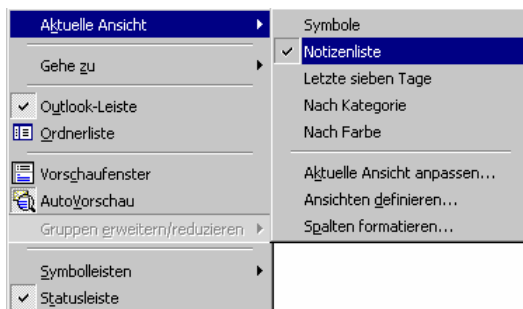 Aktuelle Ansicht
Gehe zu
Outlook-Leiste
Ordnerliste
Vorschaufenster
AutoVorschau
Gruppen erweitern/reduzieren
Symbolleisten
Statusleiste
Symbole
Notizenliste
Letzte sieben Tage
Nach Kategorie
Nach Farbe
Aktuelle Ansicht anpassen...
Ansichten definieren...
Spalten formatieren...